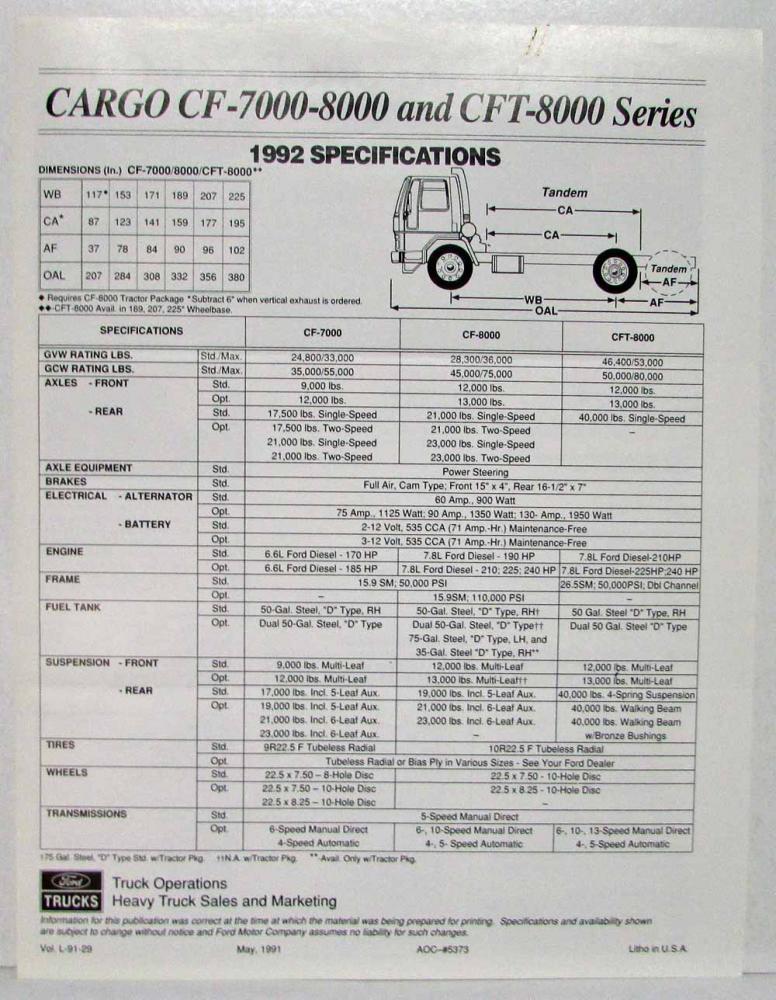 CARGO CF-7000-8000 and CFT-8000 Series
1992 SPECIFICATIONS
DIMENSIONS (In.) CF-7000/8000/CFT-8000**
WB 117* 153 171 189 207 225
CA* 87 123 141 159 177 195
AF 37 78 84 90 96 102
OAL 207 284 308 332 356 380
Tandem
CA
CA
Tandem
AF
WB
AF
OAL
♦ Requires CF-8000 Tractor Package *Subtract 6" when vertical exhaust is ordered.
♦♦-CFT-8000 Avail. in 189, 207, 225" Wheelbase.
SPECIFICATIONS CF-7000 CF-8000 CFT-8000
GVW RATING LBS. Std./Max. 24,800/33,000 28,300/36,000 46,400/53,000
GCW RATING LBS. Std./Max. 35,000/55,000 45,000/75,000 50,000/80,000
AXLES - FRONT Std. 9,000 lbs. 12,000 lbs. 12,000 lbs.
Opt. 12,000 lbs. 13,000 lbs. 13,000 lbs.
- REAR Std. 17,500 lbs. Single-Speed 21,000 lbs. Single-Speed 40,000 lbs. Single-Speed
Opt. 17,500 lbs. Two-Speed 21,000 lbs. Two-Speed –
21,000 lbs. Single-Speed 23,000 lbs. Single-Speed
21,000 lbs. Two-Speed 23,000 lbs. Two-Speed
AXLE EQUIPMENT Std. Power Steering
BRAKES Std. Full Air, Cam Type; Front 15" x 4", Rear 16-1/2" x 7"
ELECTRICAL - ALTERNATOR Std. 60 Amp., 900 Watt
Opt. 75 Amp., 1125 Watt; 90 Amp., 1350 Watt; 130- Amp., 1950 Watt
- BATTERY Std. 2-12 Volt, 535 CCA (71 Amp.-Hr.) Maintenance-Free
Opt. 3-12 Volt, 535 CCA (71 Amp.-Hr.) Maintenance-Free
ENGINE Std. 6.6L Ford Diesel - 170 HP 7.8L Ford Diesel - 190 HP 7.8L Ford Diesel-210HP
Opt. 6.6L Ford Diesel - 185 HP 7.8L Ford Diesel - 210; 225; 240 HP 7.8L Ford Diesel-225HP;240 HP
FRAME Std. 15.9 SM; 50,000 PSI 26.5SM; 50,000PSI; Dbl Channel
Opt. – 15.9SM; 110,000 PSI
FUEL TANK Std. 50-Gal. Steel, "D" Type, RH 50-Gal. Steel, "D" Type, RH† 50 Gal. Steel "D" Type, RH
Opt. Dual 50-Gal. Steel, "D" Type Dual 50-Gal. Steel, "D" Type†† Dual 50 Gal. Steel "D" Type
75-Gal. Steel, "D" Type, LH, and
35-Gal. Steel "D" Type, RH**
SUSPENSION - FRONT Std. 9,000 lbs. Multi-Leaf 12,000 lbs. Multi-Leaf 12,000 lbs. Multi-Leaf
Opt. 12,000 lbs. Multi-Leaf 13,000 lbs. Multi-Leaf†† 13,000 lbs. Multi-Leaf
- REAR Std. 17,000 lbs. Incl. 5-Leaf Aux. 19,000 lbs. Incl. 5-Leaf Aux. 40,000 lbs. 4-Spring Suspension
Opt. 19,000 lbs. Incl. 5-Leaf Aux. 21,000 lbs. Incl. 6-Leaf Aux. 40,000 lbs. Walking Beam
21,000 lbs. Incl. 6-Leaf Aux. 23,000 lbs. Incl. 6-Leaf Aux. 40,000 lbs. Walking Beam
23,000 lbs. Incl. 6-Leaf Aux. – w/Bronze Bushings
TIRES Std. 9R22.5 F Tubeless Radial 10R22.5 F Tubeless Radial
Opt. Tubeless Radial or Bias Ply in Various Sizes - See Your Ford Dealer
WHEELS Std. 22.5 x 7.50 – 8-Hole Disc 22.5 x 7.50 - 10-Hole Disc
Opt. 22.5 x 7.50 – 10-Hole Disc 22.5 x 8.25 - 10-Hole Disc
22.5 x 8.25 – 10-Hole Disc –
TRANSMISSIONS Std. 5-Speed Manual Direct
Opt. 6-Speed Manual Direct 6-, 10-Speed Manual Direct 6-, 10-, 13-Speed Manual Direct
4-Speed Automatic 4-, 5- Speed Automatic 4-, 5-Speed Automatic
†75 Gal. Steel, "D" Type Std. w/Tractor Pkg. ††N.A. w/Tractor Pkg. **Avail. Only w/Tractor Pkg.
Ford
TRUCKS
Truck Operations
Heavy Truck Sales and Marketing
Information for this publication was correct at the time at which the material was being prepared for printing. Specifications and availability shown
are subject to change without notice and Ford Motor Company assumes no liability for such changes.
Vol. L-91-29 May, 1991 AOC-#5373 Litho in U.S.A.